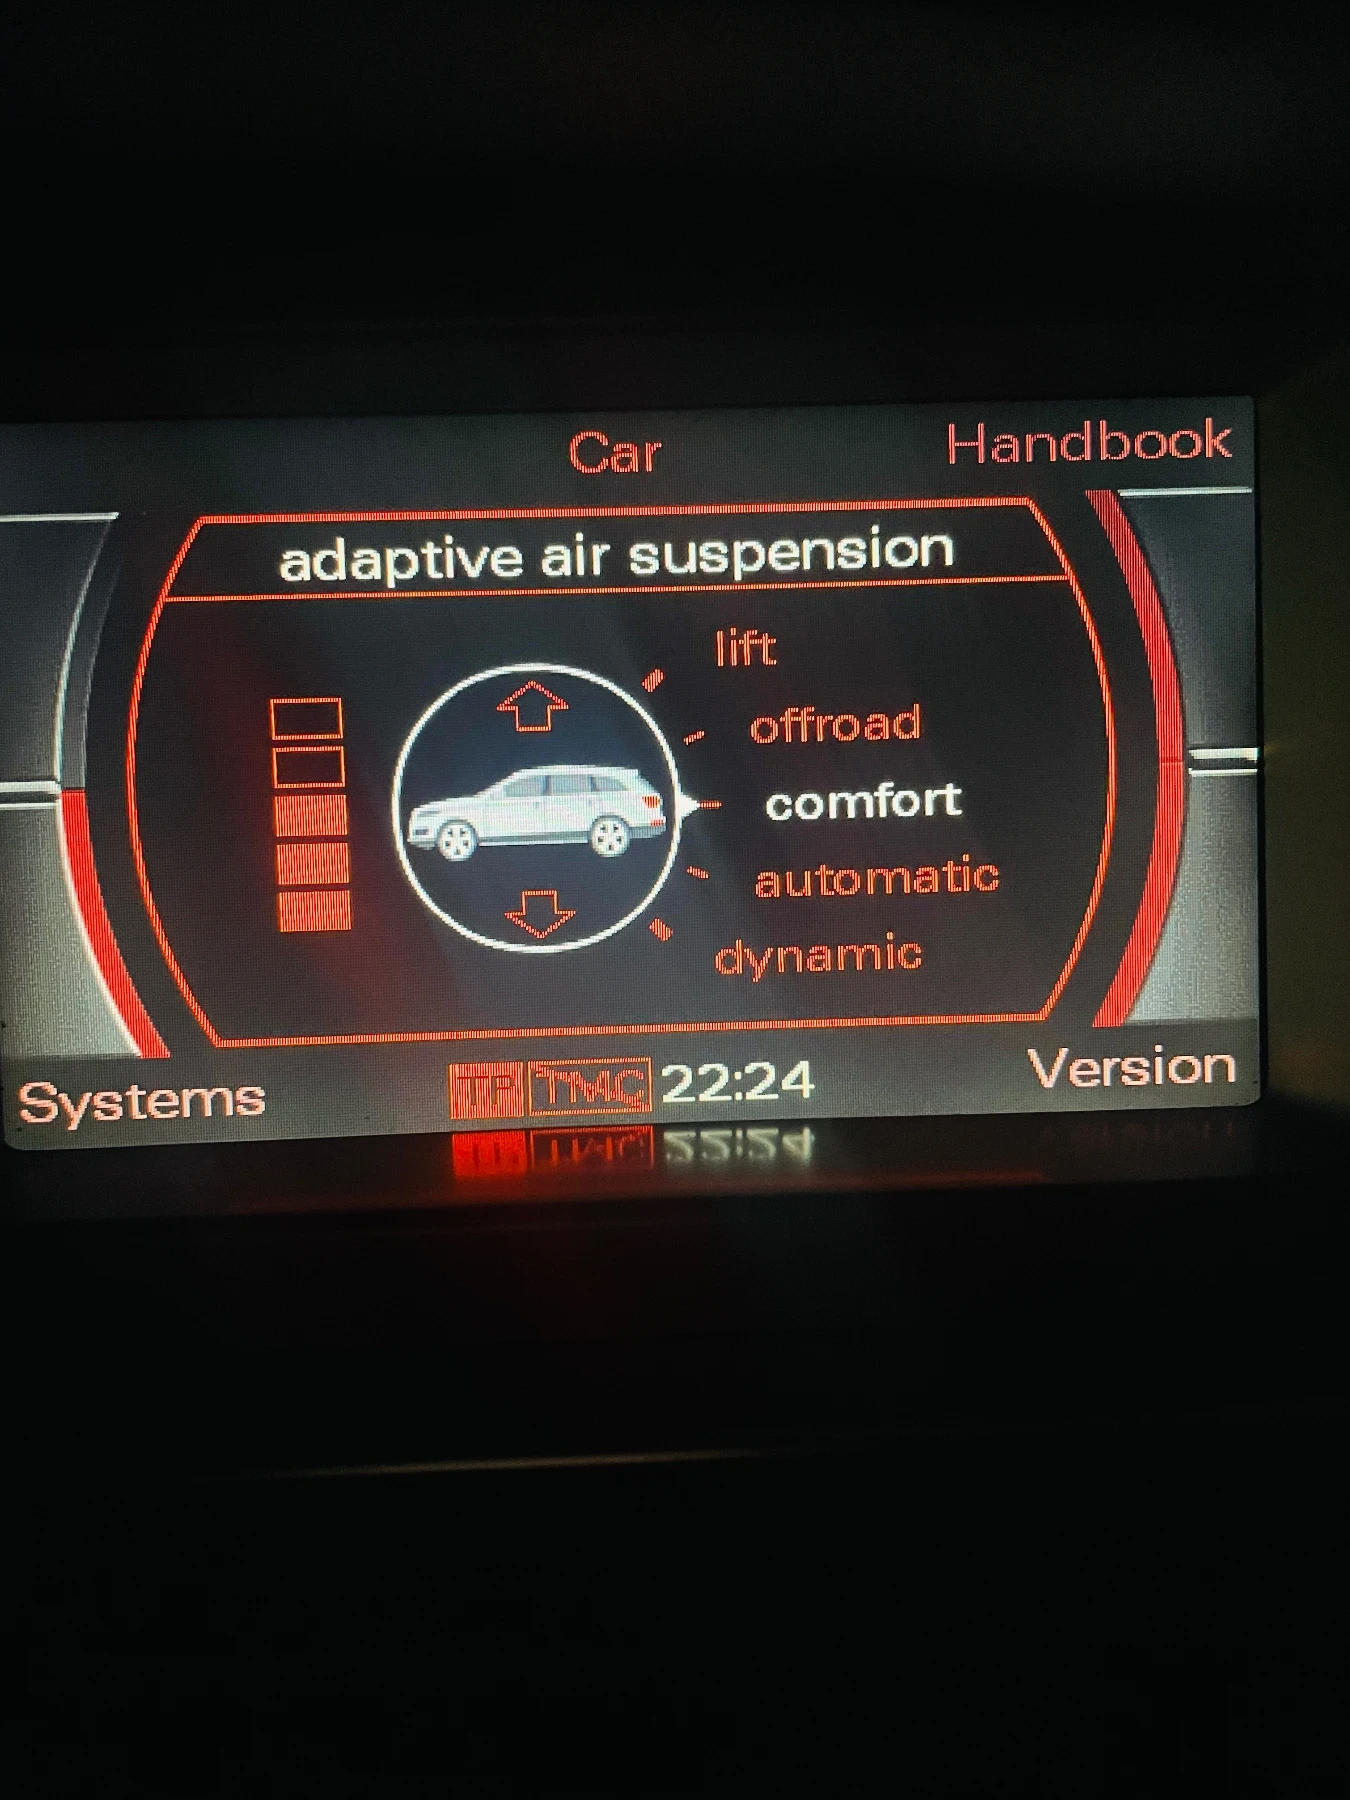 Car
Handbook
adaptive air suspension
lift
offroad
comfort
automatic
dynamic
Systems
TP TMC 22:24
Version